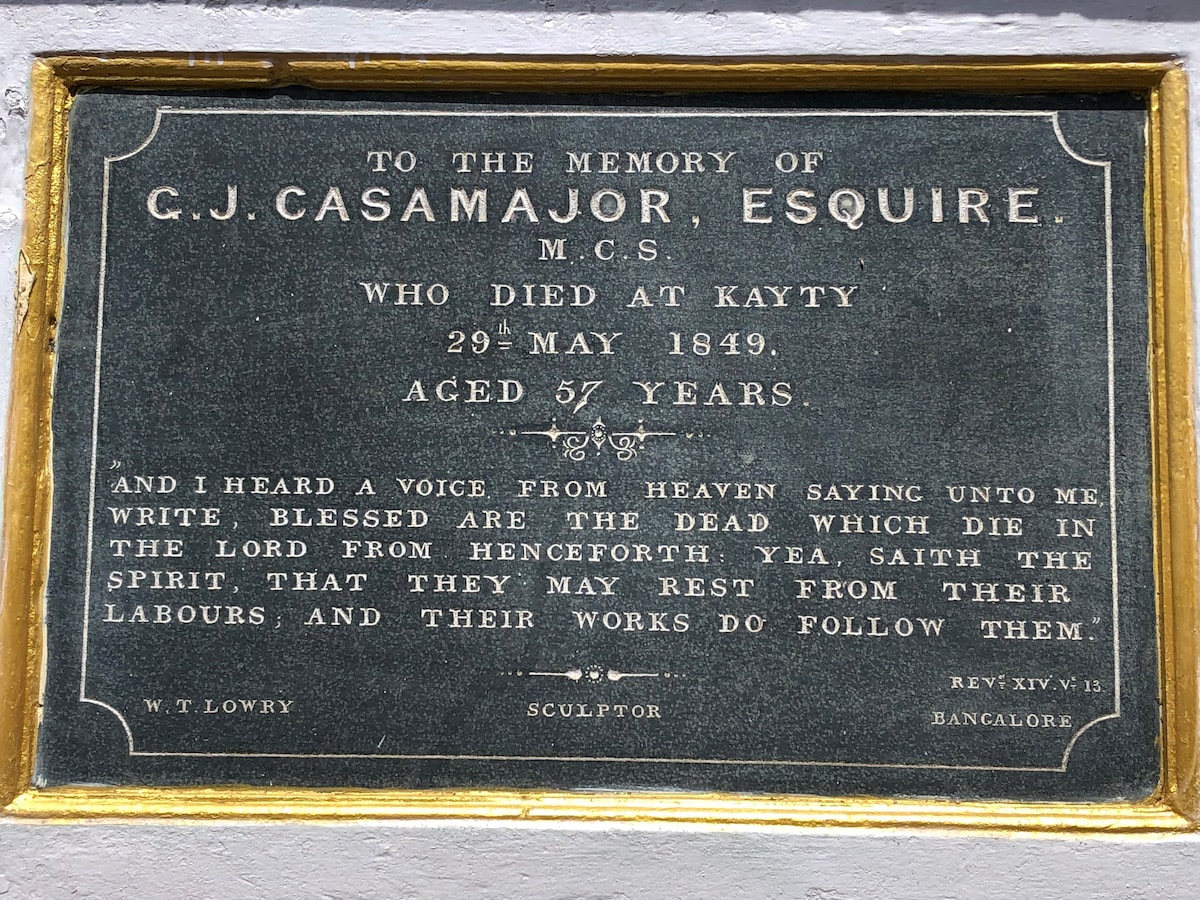 TO THE MEMORY OF
G.J. CASAMAJOR, ESQUIRE.
M.C.S.
WHO DIED AT KAYTY
29th MAY 1849.
AGED 57 YEARS.
„AND I HEARD A VOICE FROM HEAVEN SAYING UNTO ME,
WRITE, BLESSED ARE THE DEAD WHICH DIE IN
THE LORD FROM HENCEFORTH: YEA, SAITH THE
SPIRIT, THAT THEY MAY REST FROM THEIR
LABOURS; AND THEIR WORKS DO FOLLOW THEM.”
REVn XIV. Vs 13.
W. T. LOWRY SCULPTOR BANGALORE